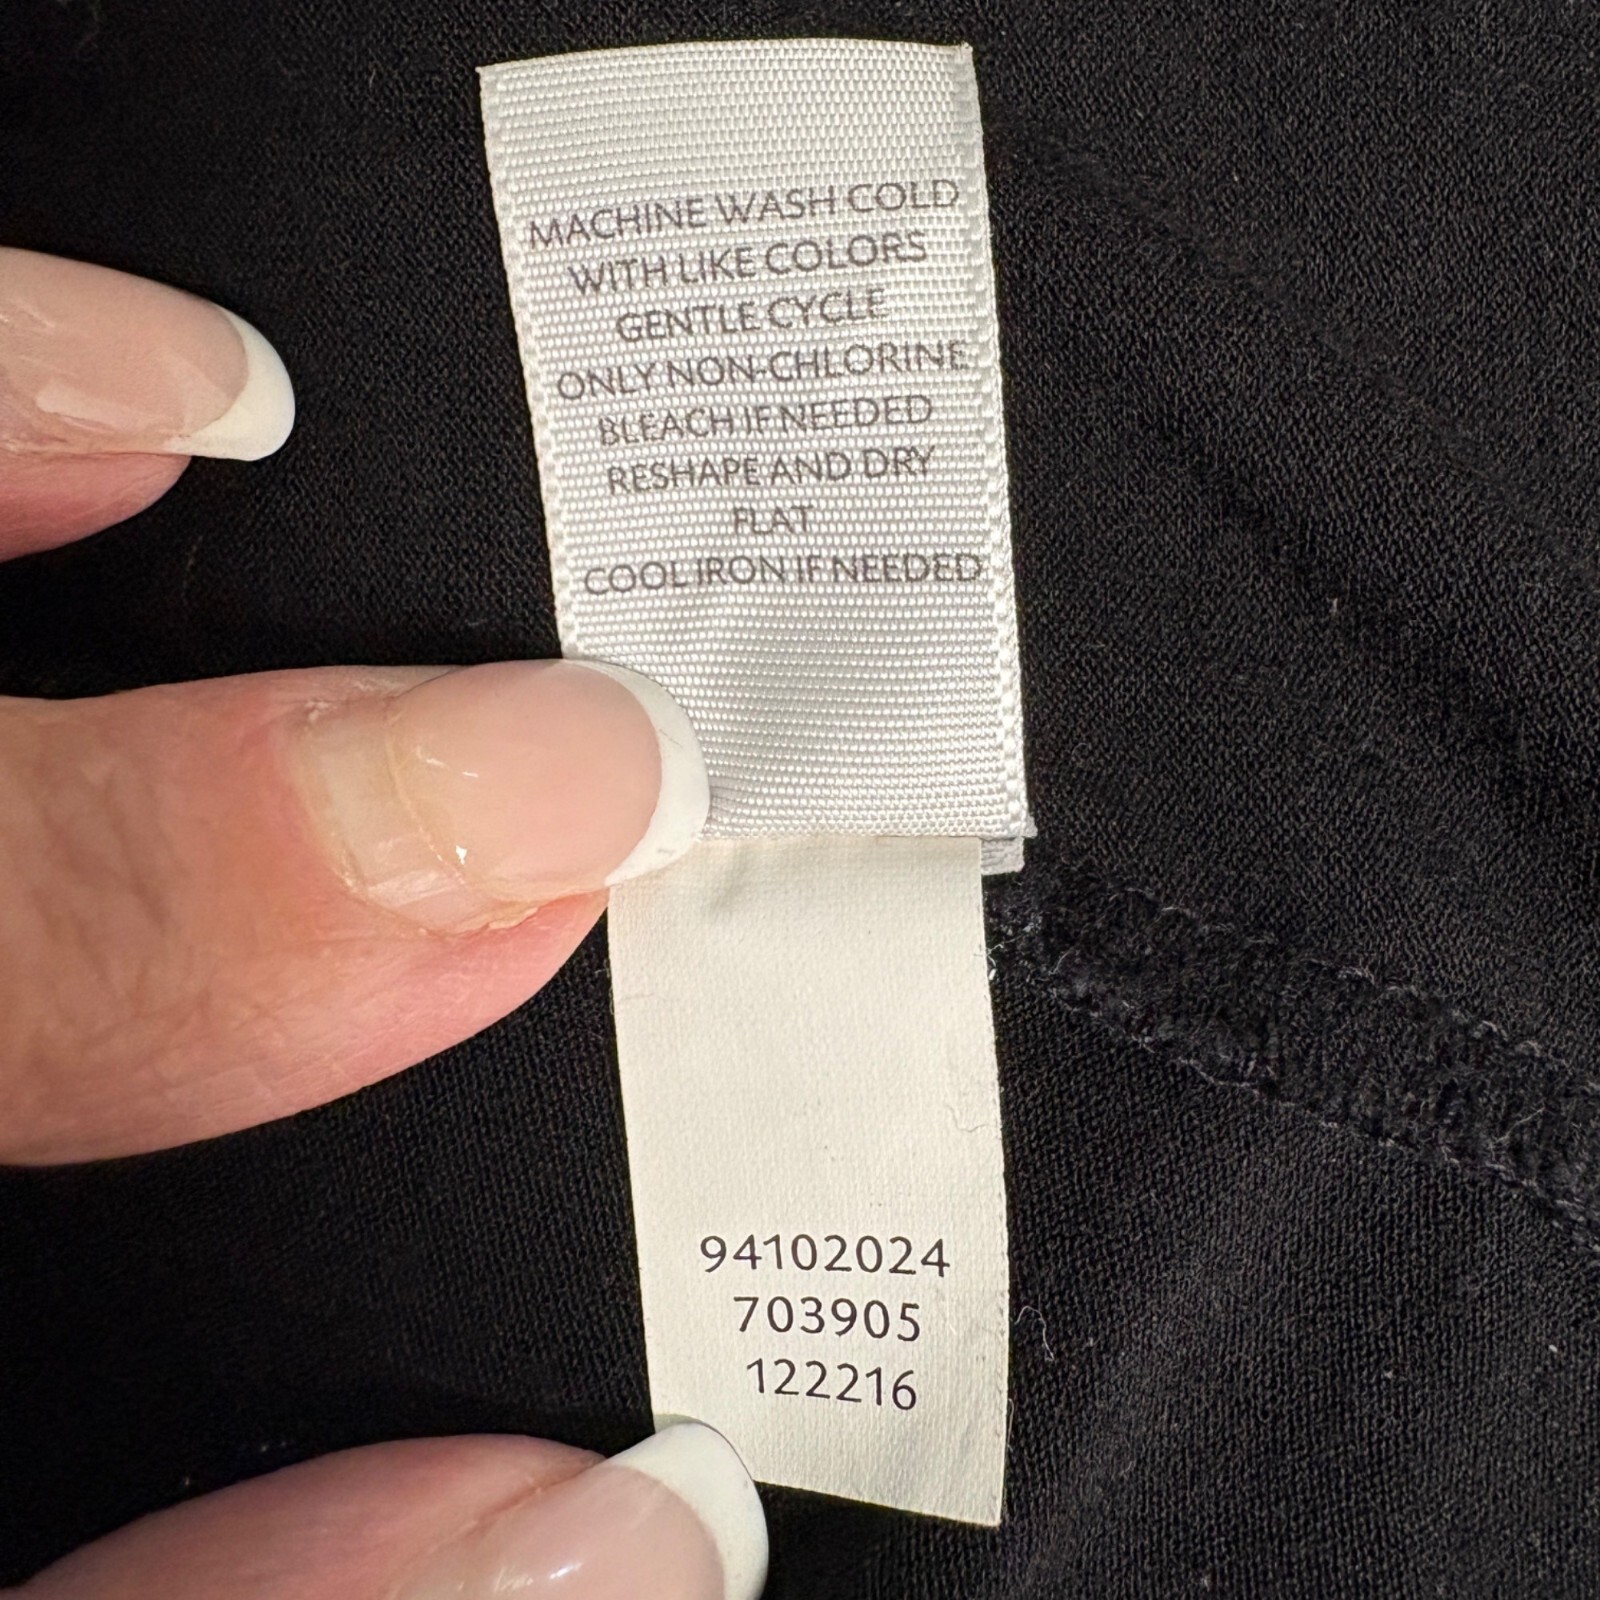 MACHINE WASH COLD
WITH LIKE COLORS
GENTLE CYCLE
ONLY NON-CHLORINE
BLEACH IF NEEDED
RESHAPE AND DRY
FLAT
COOL IRON IF NEEDED
94102024
703905
122216